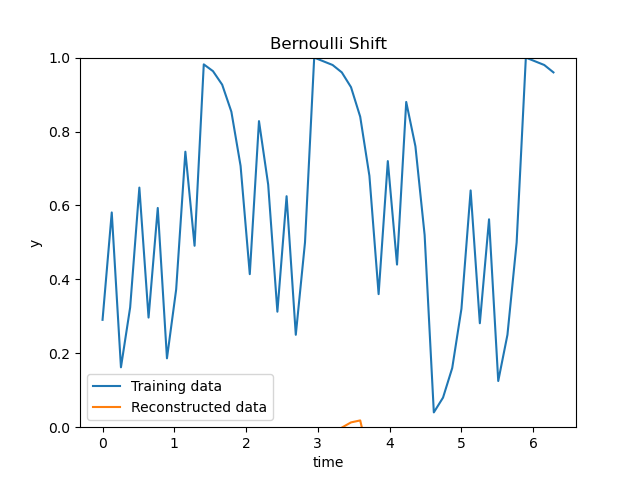 Bernoulli Shift
1.0
0.8
0.6
0.4
0.2
0.0
y
Training data
Reconstructed data
0 1 2 3 4 5 6
time